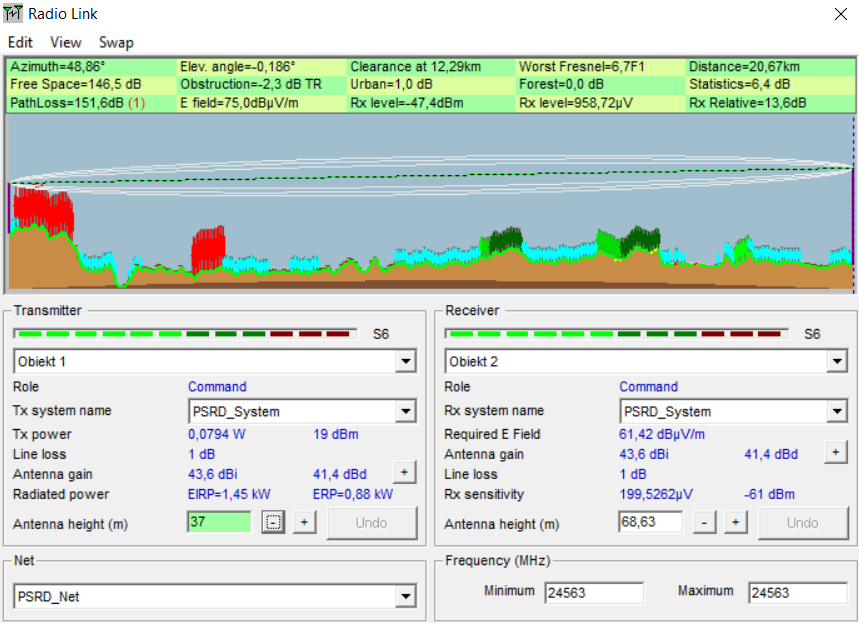 Radio Link
Edit View Swap
Azimuth=48,86° Elev. angle=-0,186° Clearance at 12,29km Worst Fresnel=6,7F1 Distance=20,67km
Free Space=146,5 dB Obstruction=-2,3 dB TR Urban=1,0 dB Forest=0,0 dB Statistics=6,4 dB
PathLoss=151,6dB (1) E field=75,0dBµV/m Rx level=-47,4dBm Rx level=958,72µV Rx Relative=13,6dB
Transmitter
S6
Obiekt 1
Role Command
Tx system name PSRD_System
Tx power 0,0794 W 19 dBm
Line loss 1 dB
Antenna gain 43,6 dBi 41,4 dBd +
Radiated power EIRP=1,45 kW ERP=0,88 kW
Antenna height (m) 37 - + Undo
Net
PSRD_Net
Receiver
S6
Obiekt 2
Role Command
Rx system name PSRD_System
Required E Field 61,42 dBµV/m
Antenna gain 43,6 dBi 41,4 dBd +
Line loss 1 dB
Rx sensitivity 199,5262µV -61 dBm
Antenna height (m) 68,63 - + Undo
Frequency (MHz)
Minimum 24563 Maximum 24563